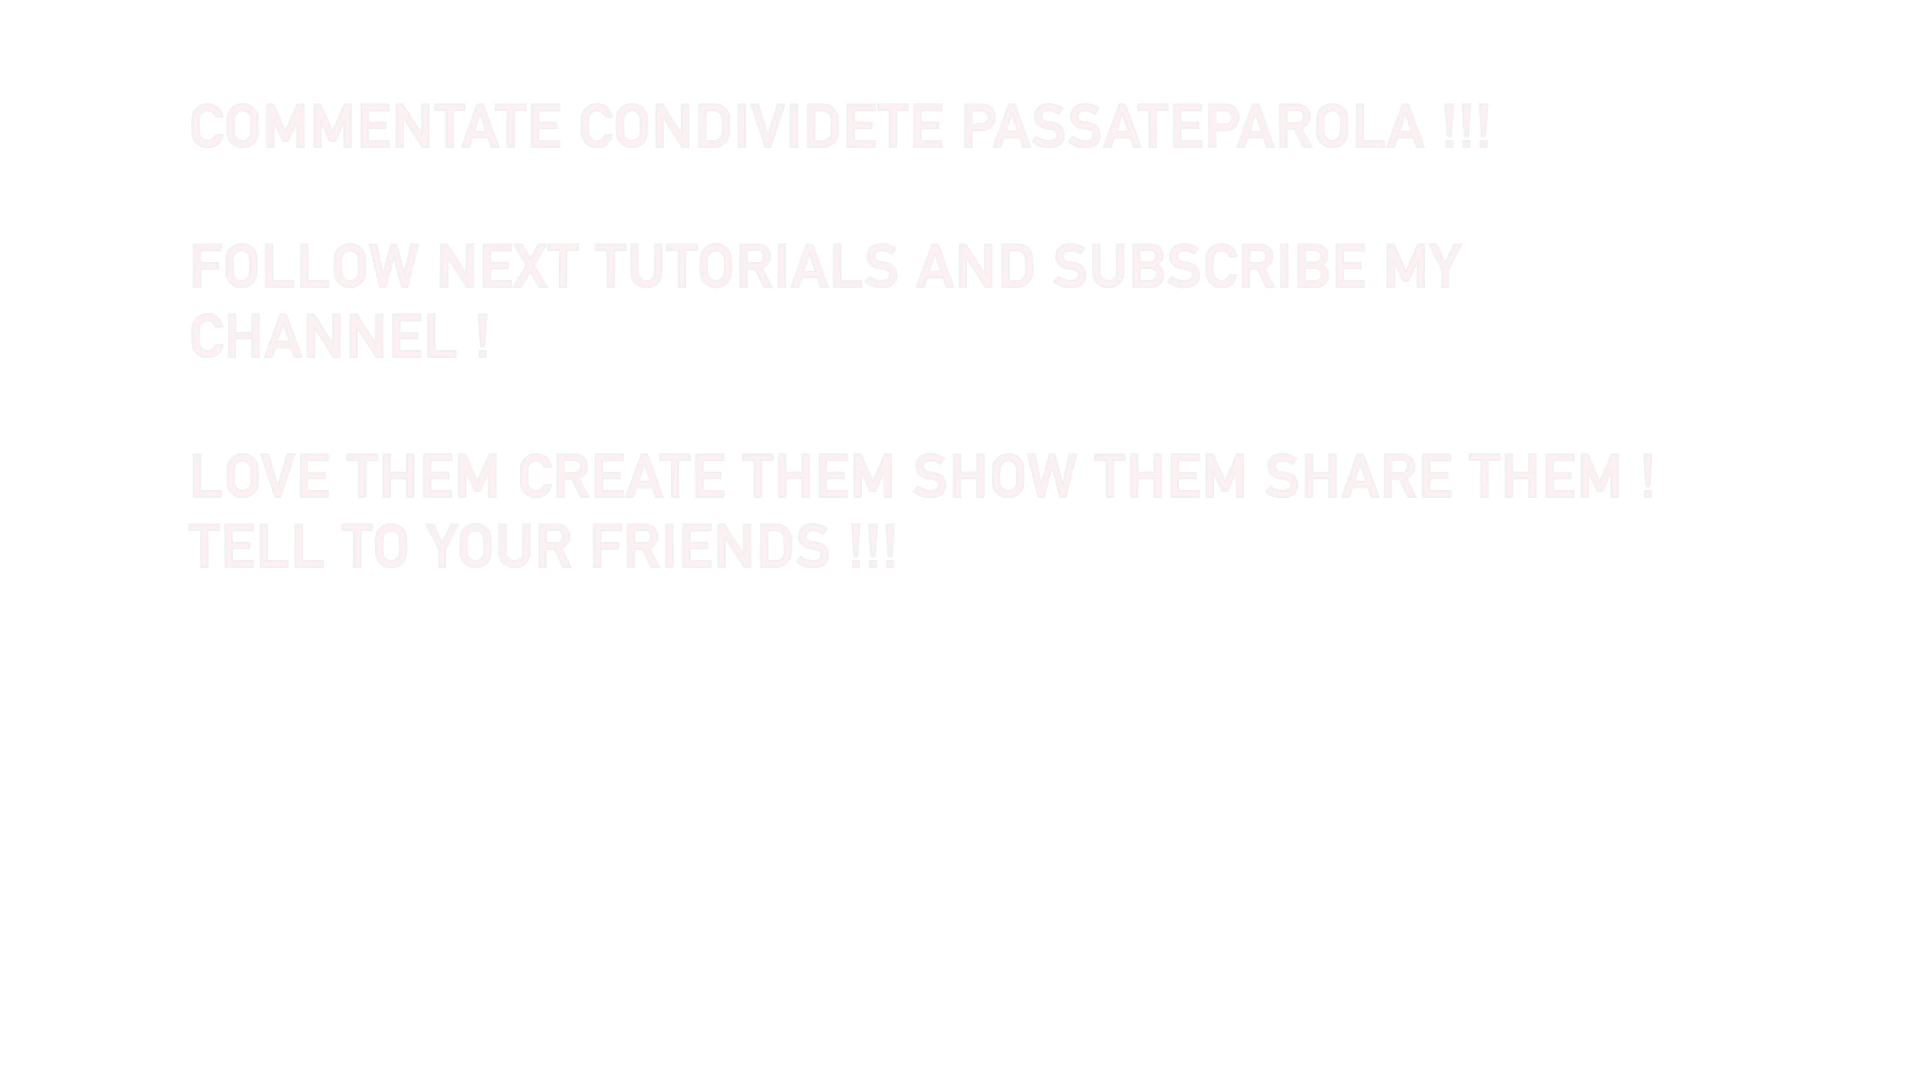 COMMENTATE CONDIVIDETE PASSATEPAROLA !!!
FOLLOW NEXT TUTORIALS AND SUBSCRIBE MY
CHANNEL !
LOVE THEM CREATE THEM SHOW THEM SHARE THEM !
TELL TO YOUR FRIENDS !!!